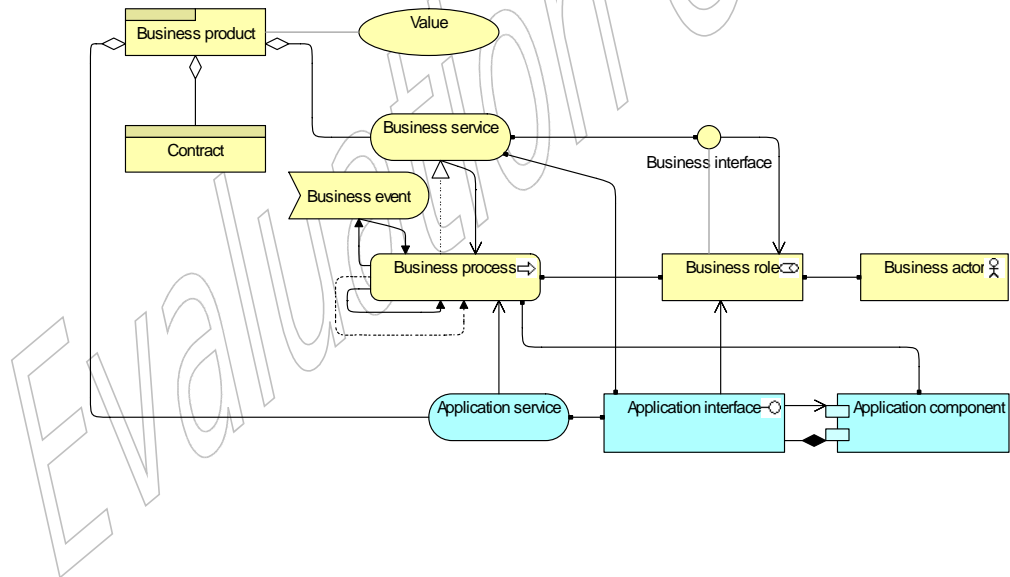 Value
Business product
Business service
Contract
Business interface
Business event
Business process
Business role
Business actor
Application service
Application interface
Application component
Evaluation